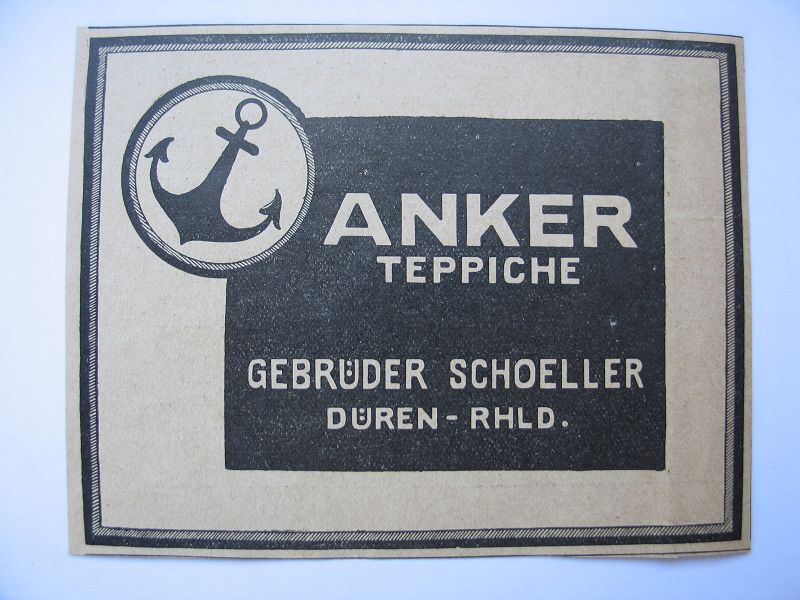 ANKER
TEPPICHE
GEBRÜDER SCHOELLER
DÜREN - RHLD.